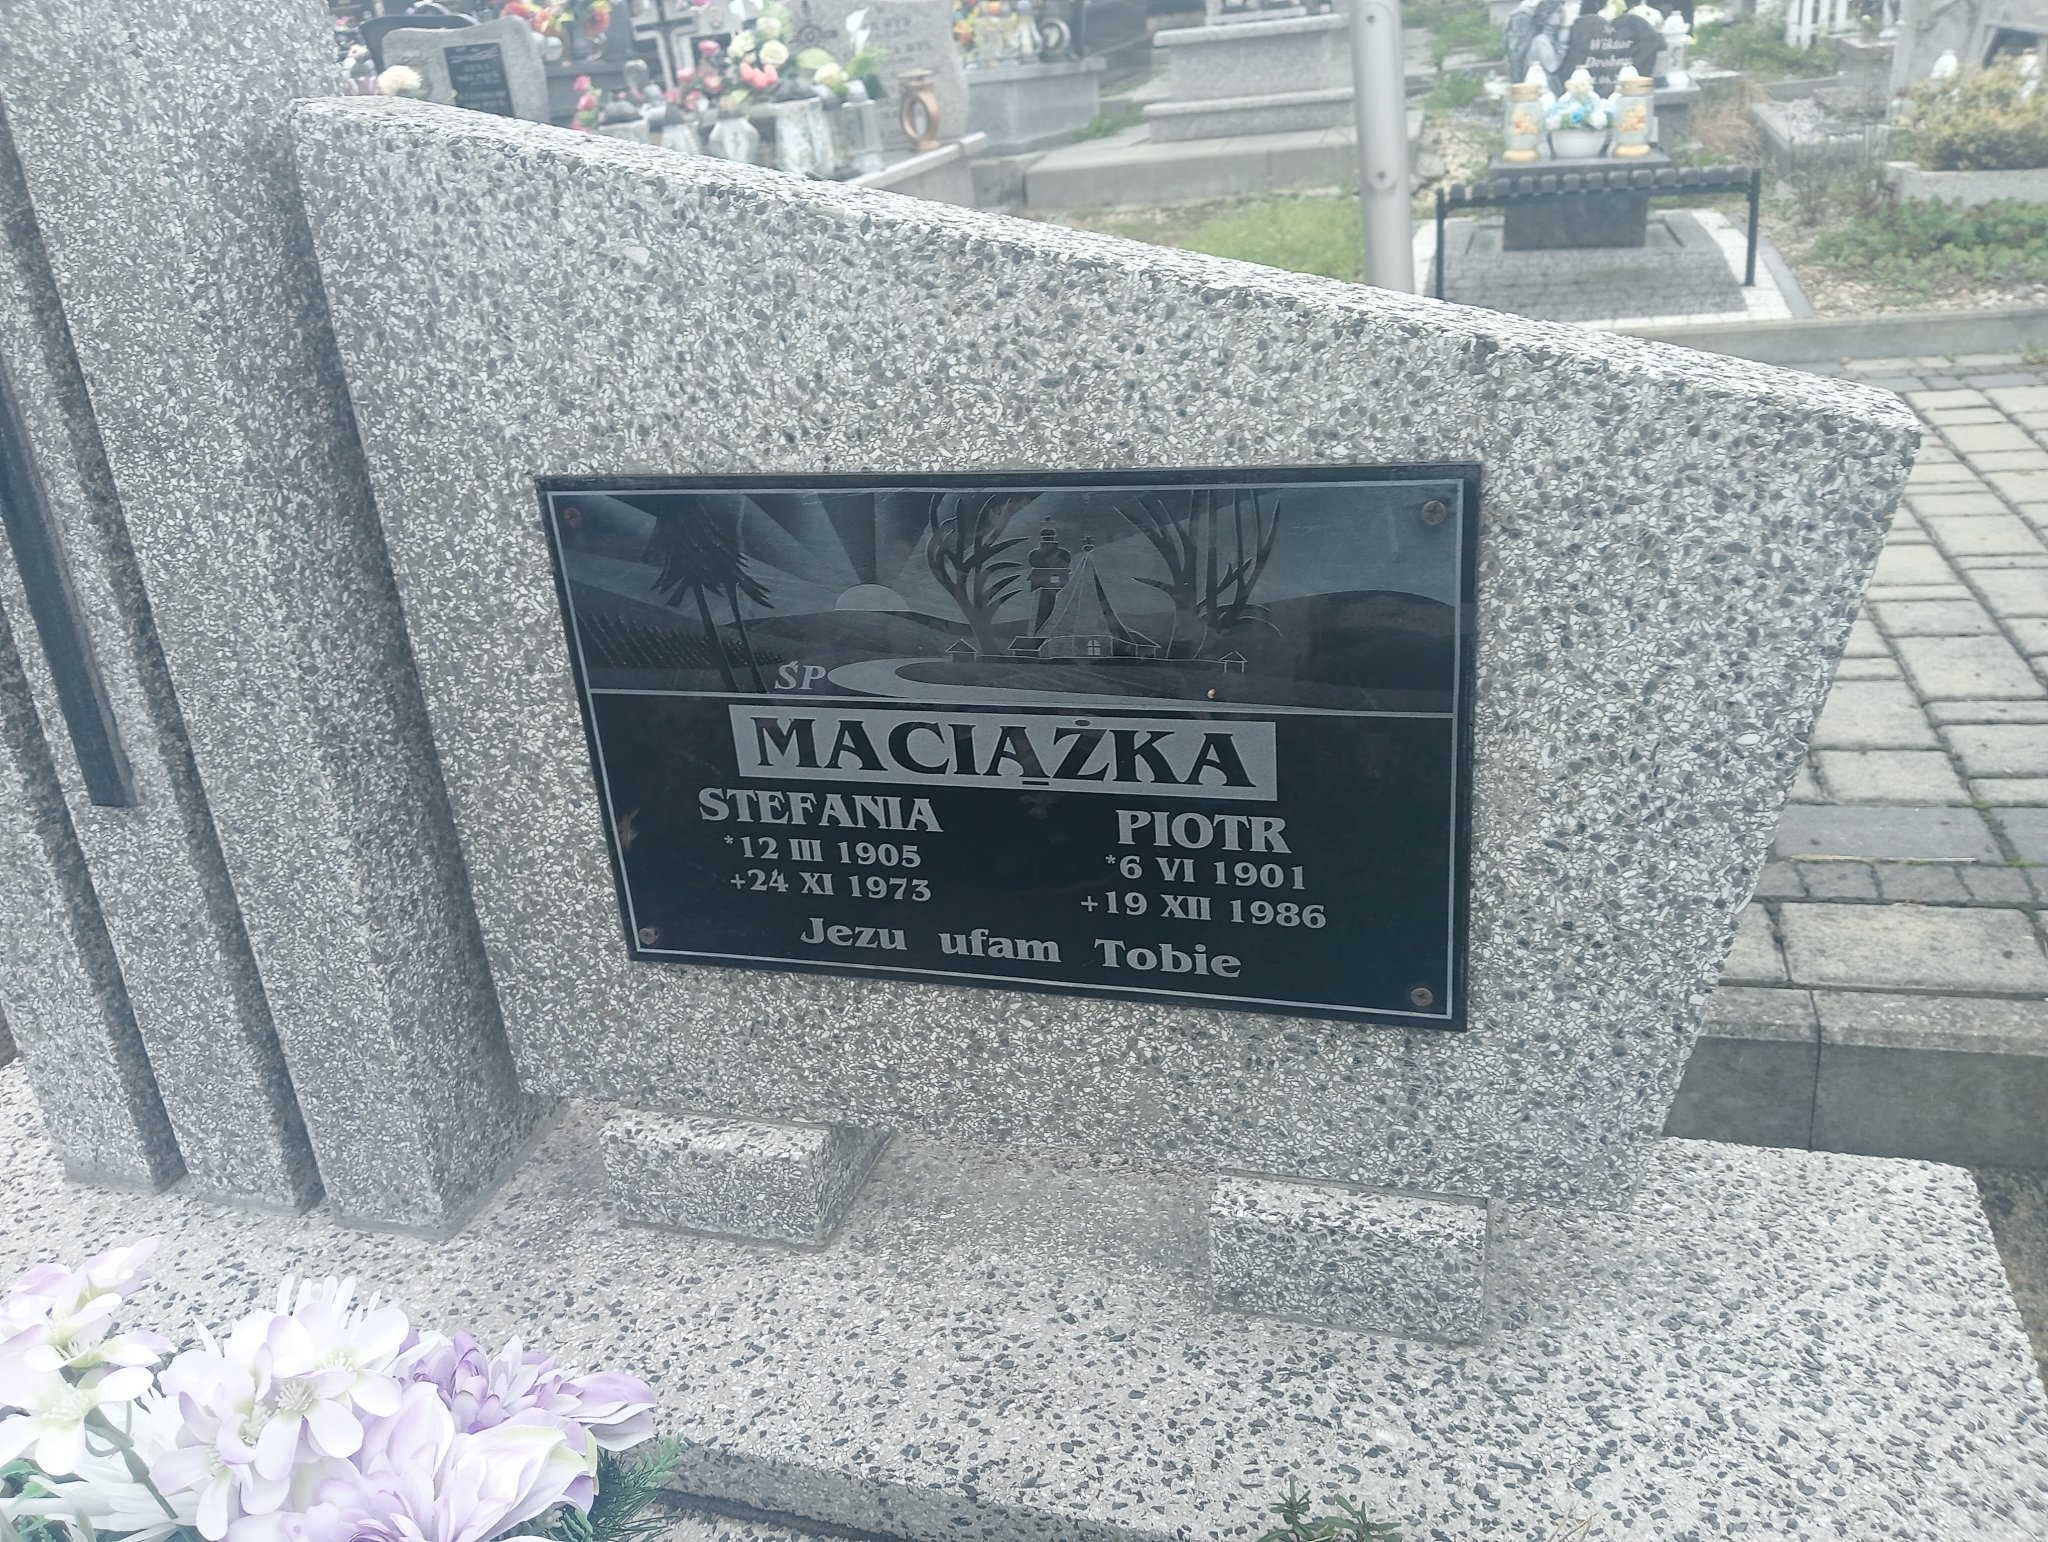 ŚP
MACIĄŻKA
STEFANIA
*12 III 1905
+24 XI 1973
PIOTR
*6 VI 1901
+19 XII 1986
Jezu ufam Tobie
Wiktor